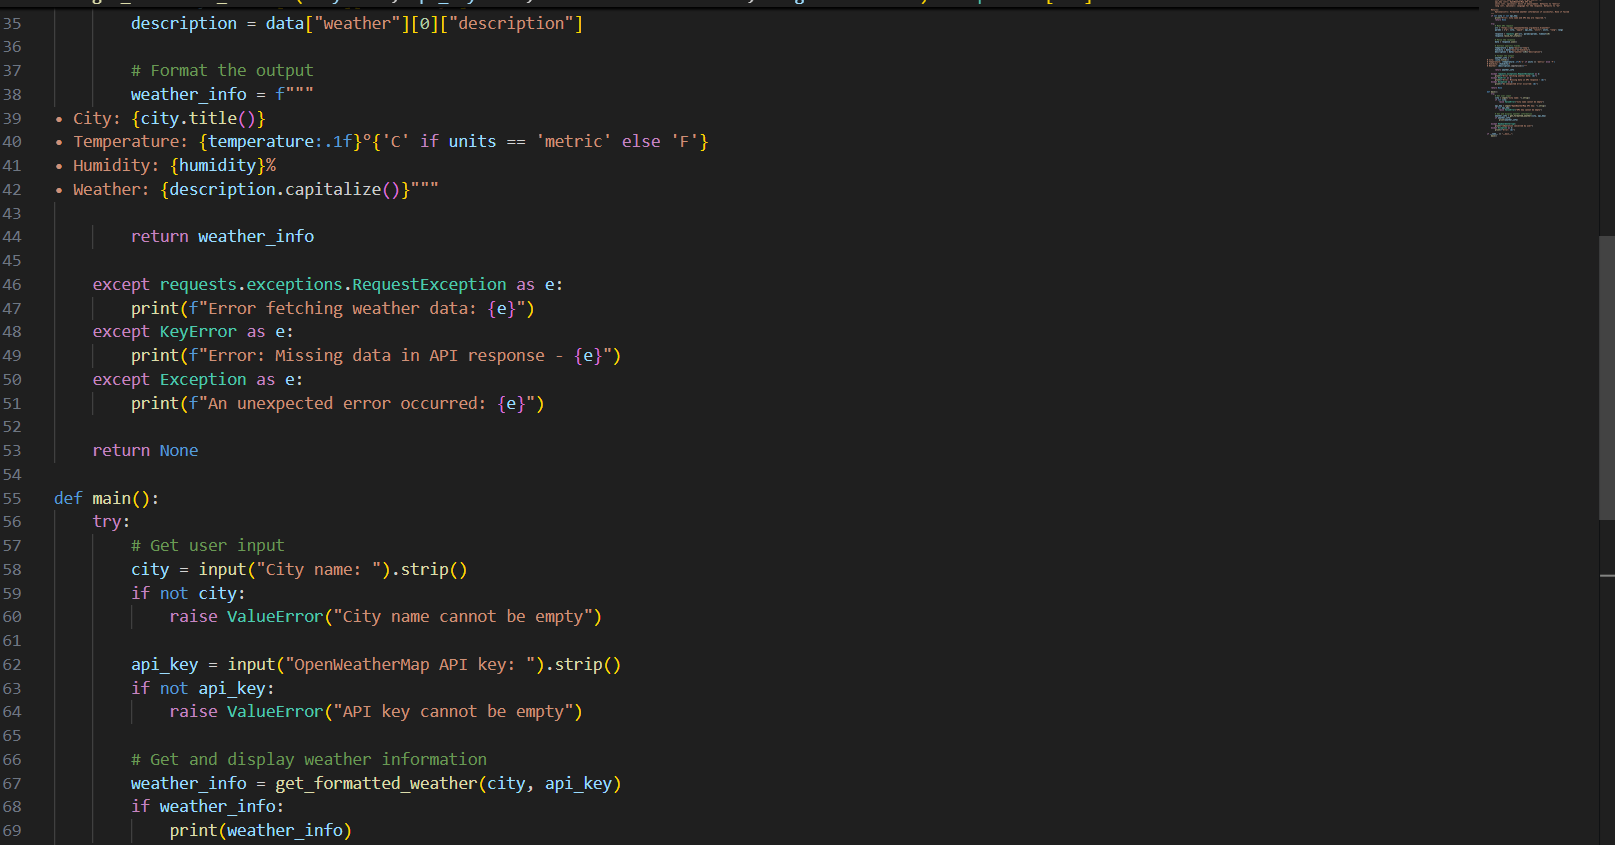 35 description = data["weather"][0]["description"]
36
37 # Format the output
38 weather_info = f"""
39 • City: {city.title()}
40 • Temperature: {temperature:.1f}°{'C' if units == 'metric' else 'F'}
41 • Humidity: {humidity}%
42 • Weather: {description.capitalize()}"""
43
44 return weather_info
45
46 except requests.exceptions.RequestException as e:
47 print(f"Error fetching weather data: {e}")
48 except KeyError as e:
49 print(f"Error: Missing data in API response - {e}")
50 except Exception as e:
51 print(f"An unexpected error occurred: {e}")
52
53 return None
54
55 def main():
56 try:
57 # Get user input
58 city = input("City name: ").strip()
59 if not city:
60 raise ValueError("City name cannot be empty")
61
62 api_key = input("OpenWeatherMap API key: ").strip()
63 if not api_key:
64 raise ValueError("API key cannot be empty")
65
66 # Get and display weather information
67 weather_info = get_formatted_weather(city, api_key)
68 if weather_info:
69 print(weather_info)